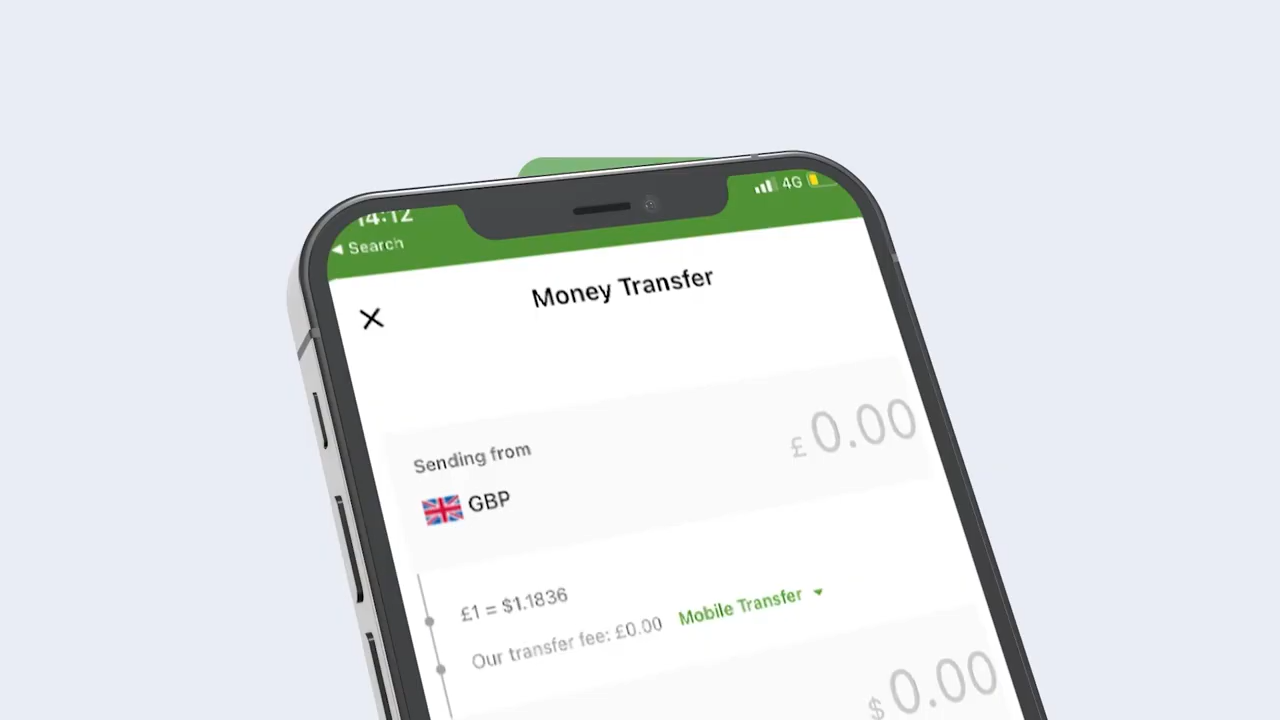 14:12
4G
◀ Search
Money Transfer
Sending from
£ 0.00
GBP
£1 = $1.1836
Our transfer fee: £0.00 Mobile Transfer
$ 0.00